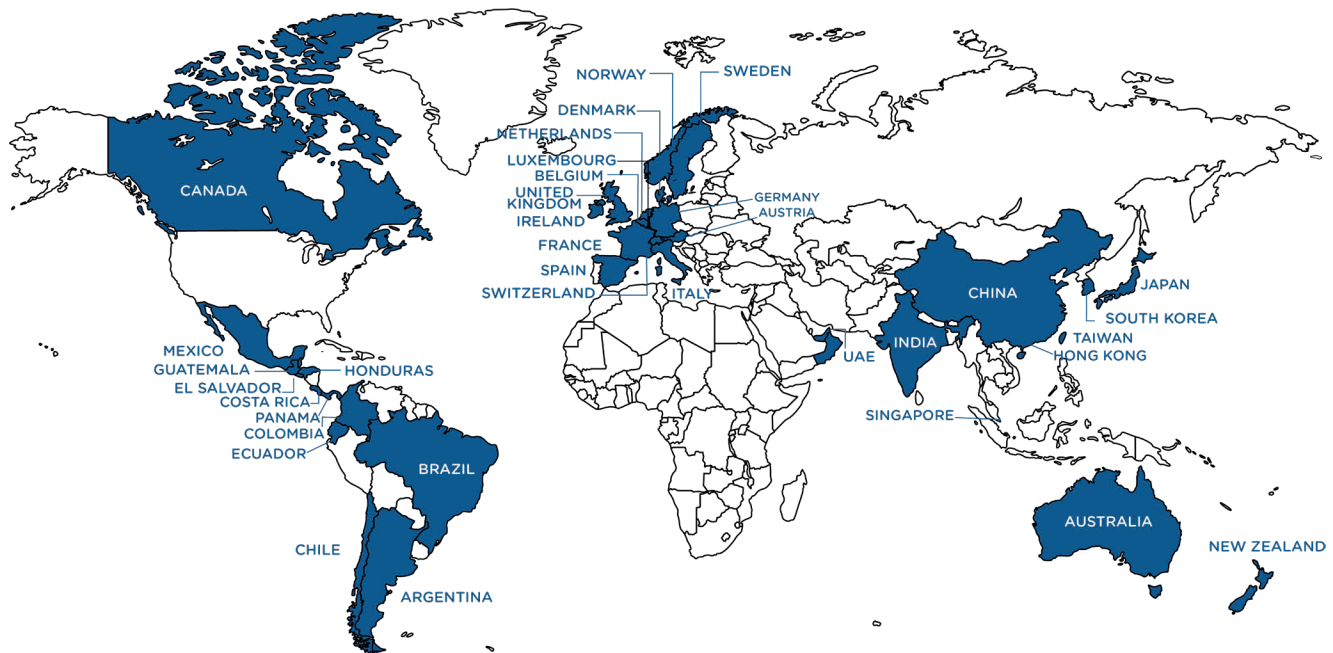 NORWAY
SWEDEN
DENMARK
NETHERLANDS
LUXEMBOURG
BELGIUM
UNITED
KINGDOM
IRELAND
GERMANY
AUSTRIA
FRANCE
SPAIN
SWITZERLAND
ITALY
CANADA
MEXICO
GUATEMALA
HONDURAS
EL SALVADOR
COSTA RICA
PANAMA
COLOMBIA
ECUADOR
BRAZIL
CHILE
ARGENTINA
CHINA
JAPAN
SOUTH KOREA
TAIWAN
HONG KONG
INDIA
UAE
SINGAPORE
AUSTRALIA
NEW ZEALAND